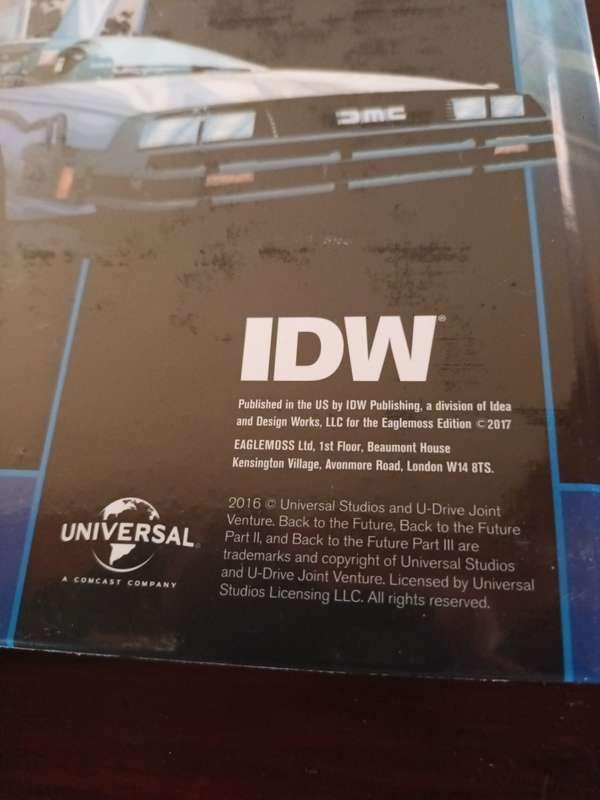 DMC
IDW®
Published in the US by IDW Publishing, a division of Idea
and Design Works, LLC for the Eaglemoss Edition © 2017
EAGLEMOSS Ltd, 1st Floor, Beaumont House
Kensington Village, Avonmore Road, London W14 8TS.
2016 © Universal Studios and U-Drive Joint
Venture. Back to the Future, Back to the Future
Part II, and Back to the Future Part III are
trademarks and copyright of Universal Studios
and U-Drive Joint Venture. Licensed by Universal
Studios Licensing LLC. All rights reserved.
UNIVERSAL
A COMCAST COMPANY